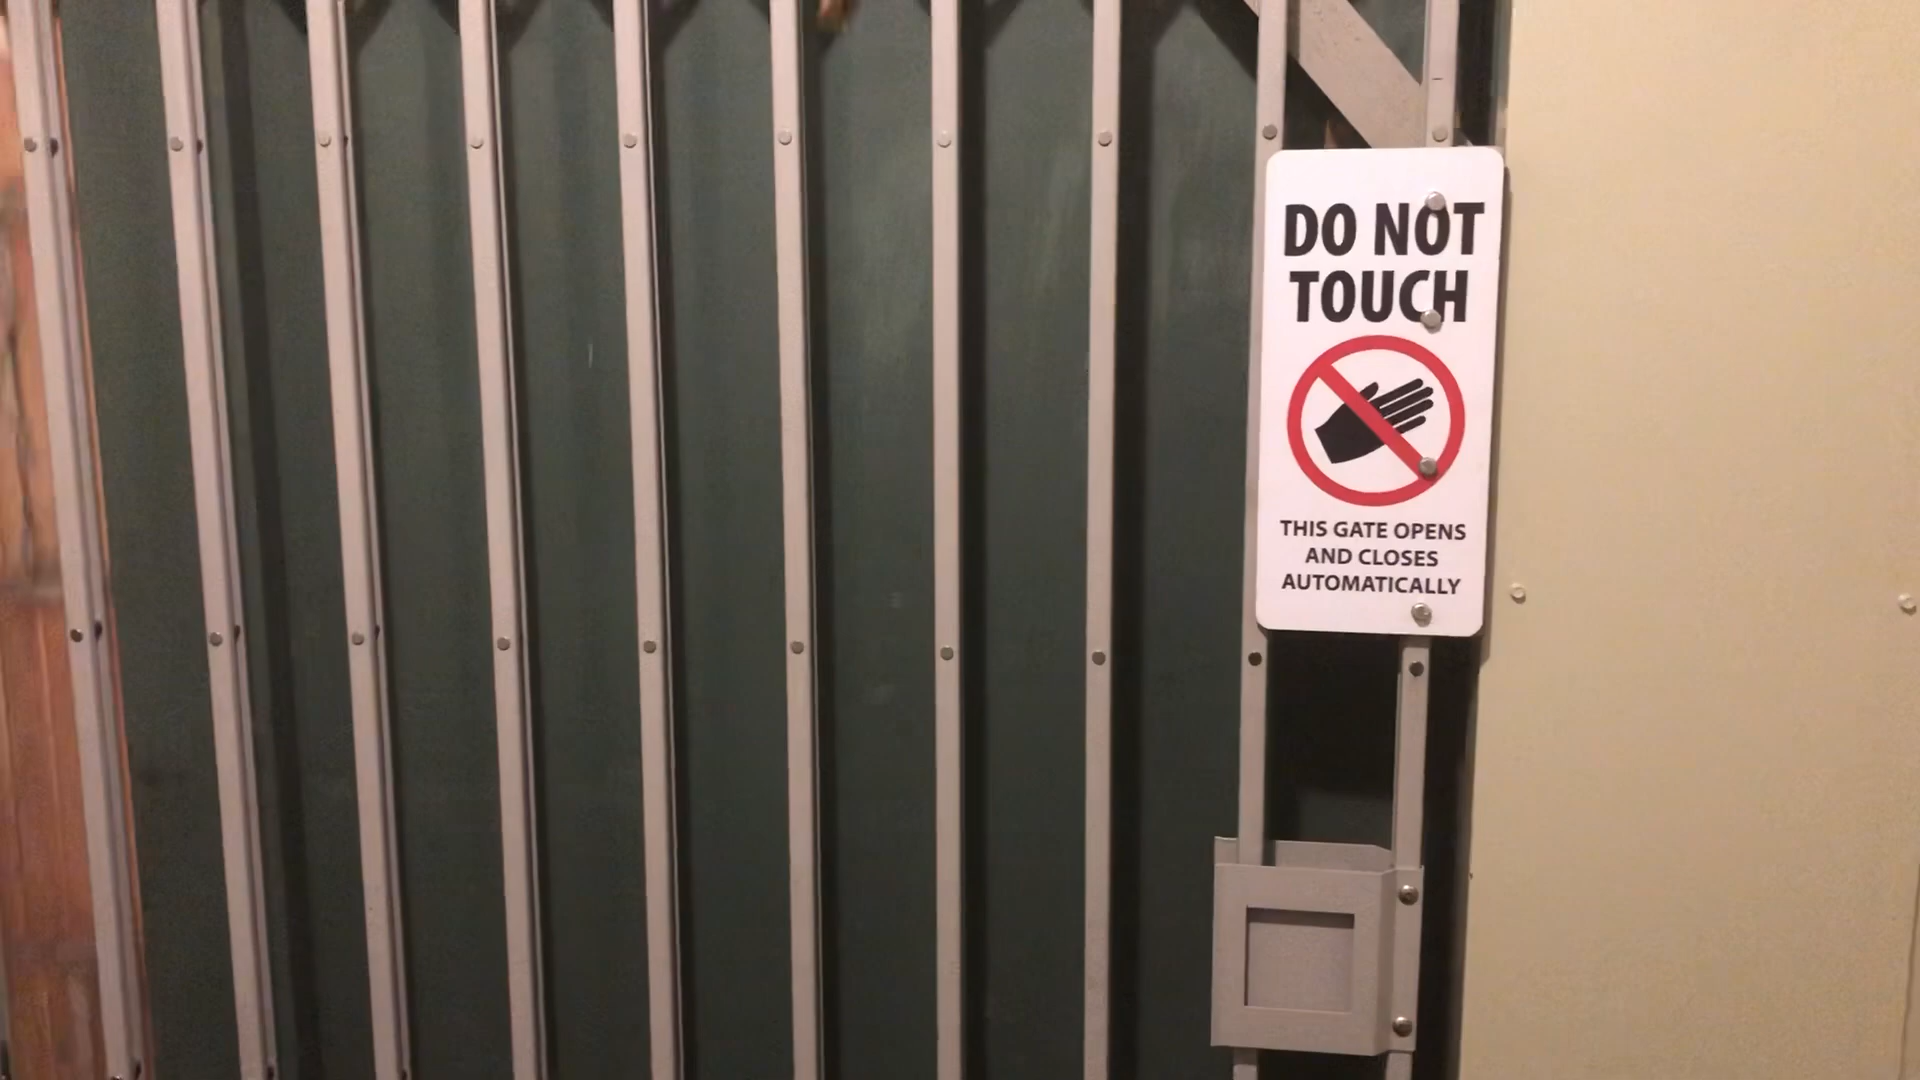 DO NOT
TOUCH
THIS GATE OPENS
AND CLOSES
AUTOMATICALLY